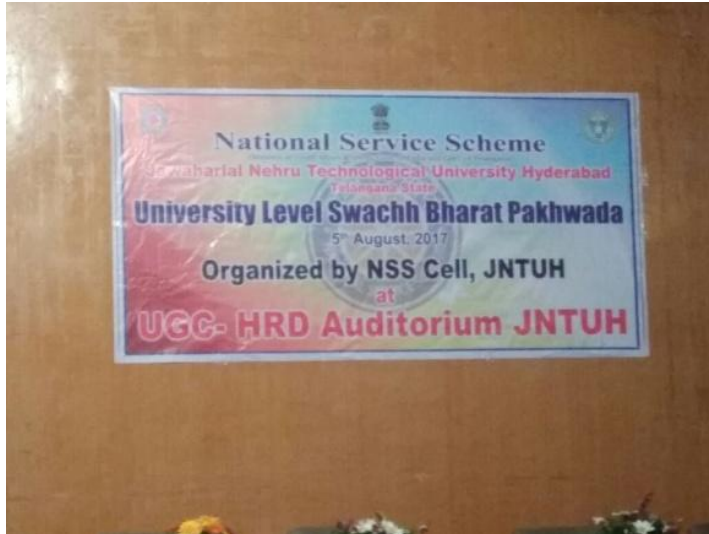 National Service Scheme
Jawaharlal Nehru Technological University Hyderabad
Telangana State
University Level Swachh Bharat Pakhwada
5th August, 2017
Organized by NSS Cell, JNTUH
at
UGC- HRD Auditorium JNTUH